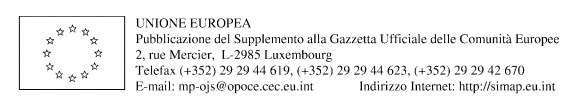 UNIONE EUROPEA
Pubblicazione del Supplemento alla Gazzetta Ufficiale delle Comunità Europee
2, rue Mercier, L-2985 Luxembourg
Telefax (+352) 29 29 44 619, (+352) 29 29 44 623, (+352) 29 29 42 670
E-mail: mp-ojs@opoce.cec.eu.int Indirizzo Internet: http://simap.eu.int